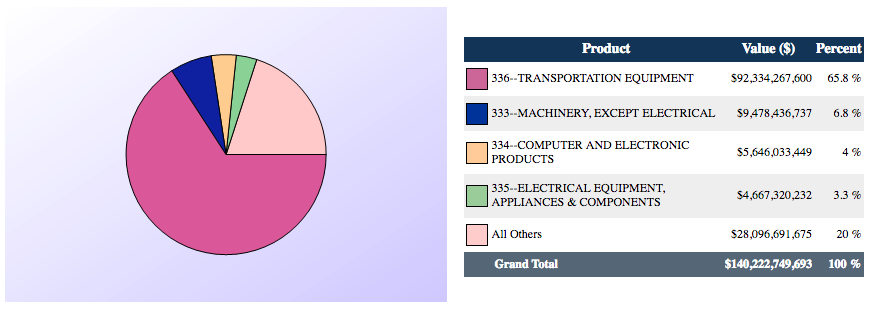 Product Value ($) Percent
336--TRANSPORTATION EQUIPMENT $92,334,267,600 65.8 %
333--MACHINERY, EXCEPT ELECTRICAL $9,478,436,737 6.8 %
334--COMPUTER AND ELECTRONIC
PRODUCTS $5,646,033,449 4 %
335--ELECTRICAL EQUIPMENT,
APPLIANCES & COMPONENTS $4,667,320,232 3.3 %
All Others $28,096,691,675 20 %
Grand Total $140,222,749,693 100 %